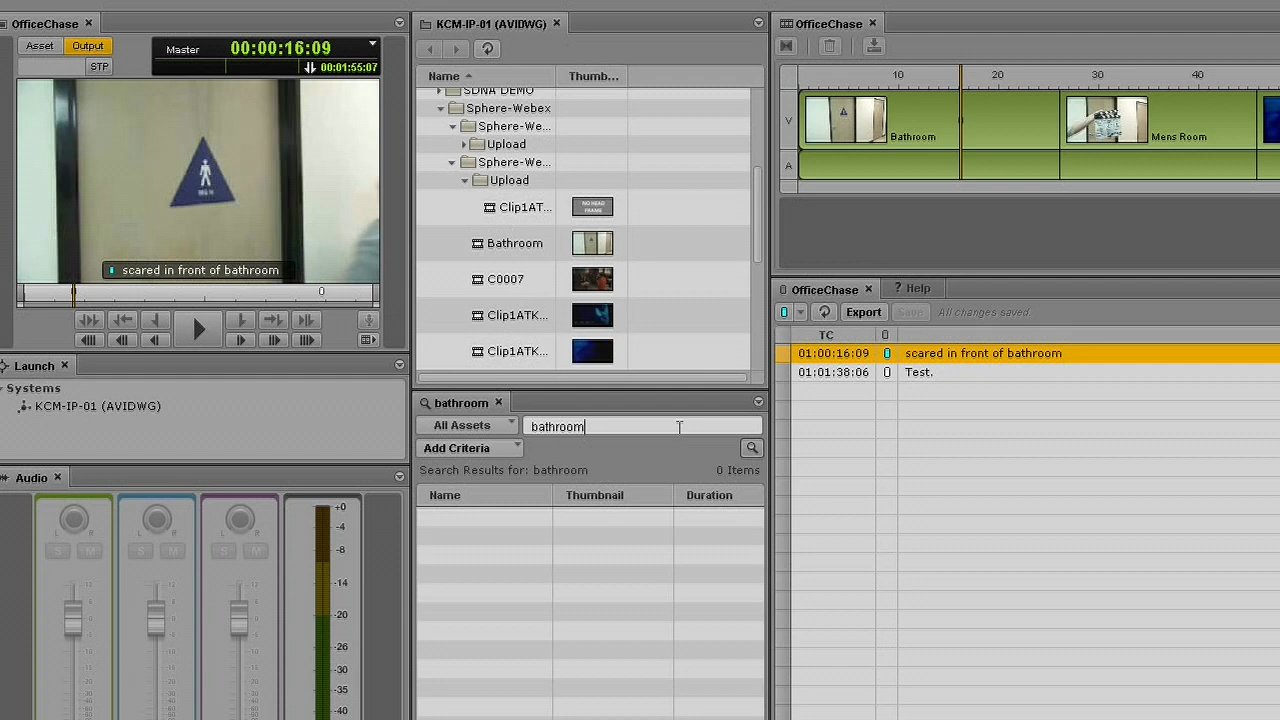 OfficeChase
Asset
Output
STP
Master
00:00:16:09
00:01:55:07
MEN
scared in front of bathroom
Launch
Systems
KCM-IP-01 (AVIDWG)
Audio
L R
L R
L R
S M
S M
S M
+0
-4
-8
-14
-20
-26
-30
-35
-40
KCM-IP-01 (AVIDWG)
Name
Thumb...
SDNA DEMO
Sphere-Webex
Sphere-We...
Upload
Sphere-We...
Upload
Clip1AT...
NO HEAD
FRAME
Bathroom
C0007
Clip1ATK...
Clip1ATK...
bathroom
All Assets
bathroom
Add Criteria
Search Results for: bathroom
0 Items
Name
Thumbnail
Duration
OfficeChase
10
20
30
40
V
Bathroom
Mens Room
A
OfficeChase
? Help
Export
Save
All changes saved
TC
01:00:16:09
scared in front of bathroom
01:01:38:06
Test.